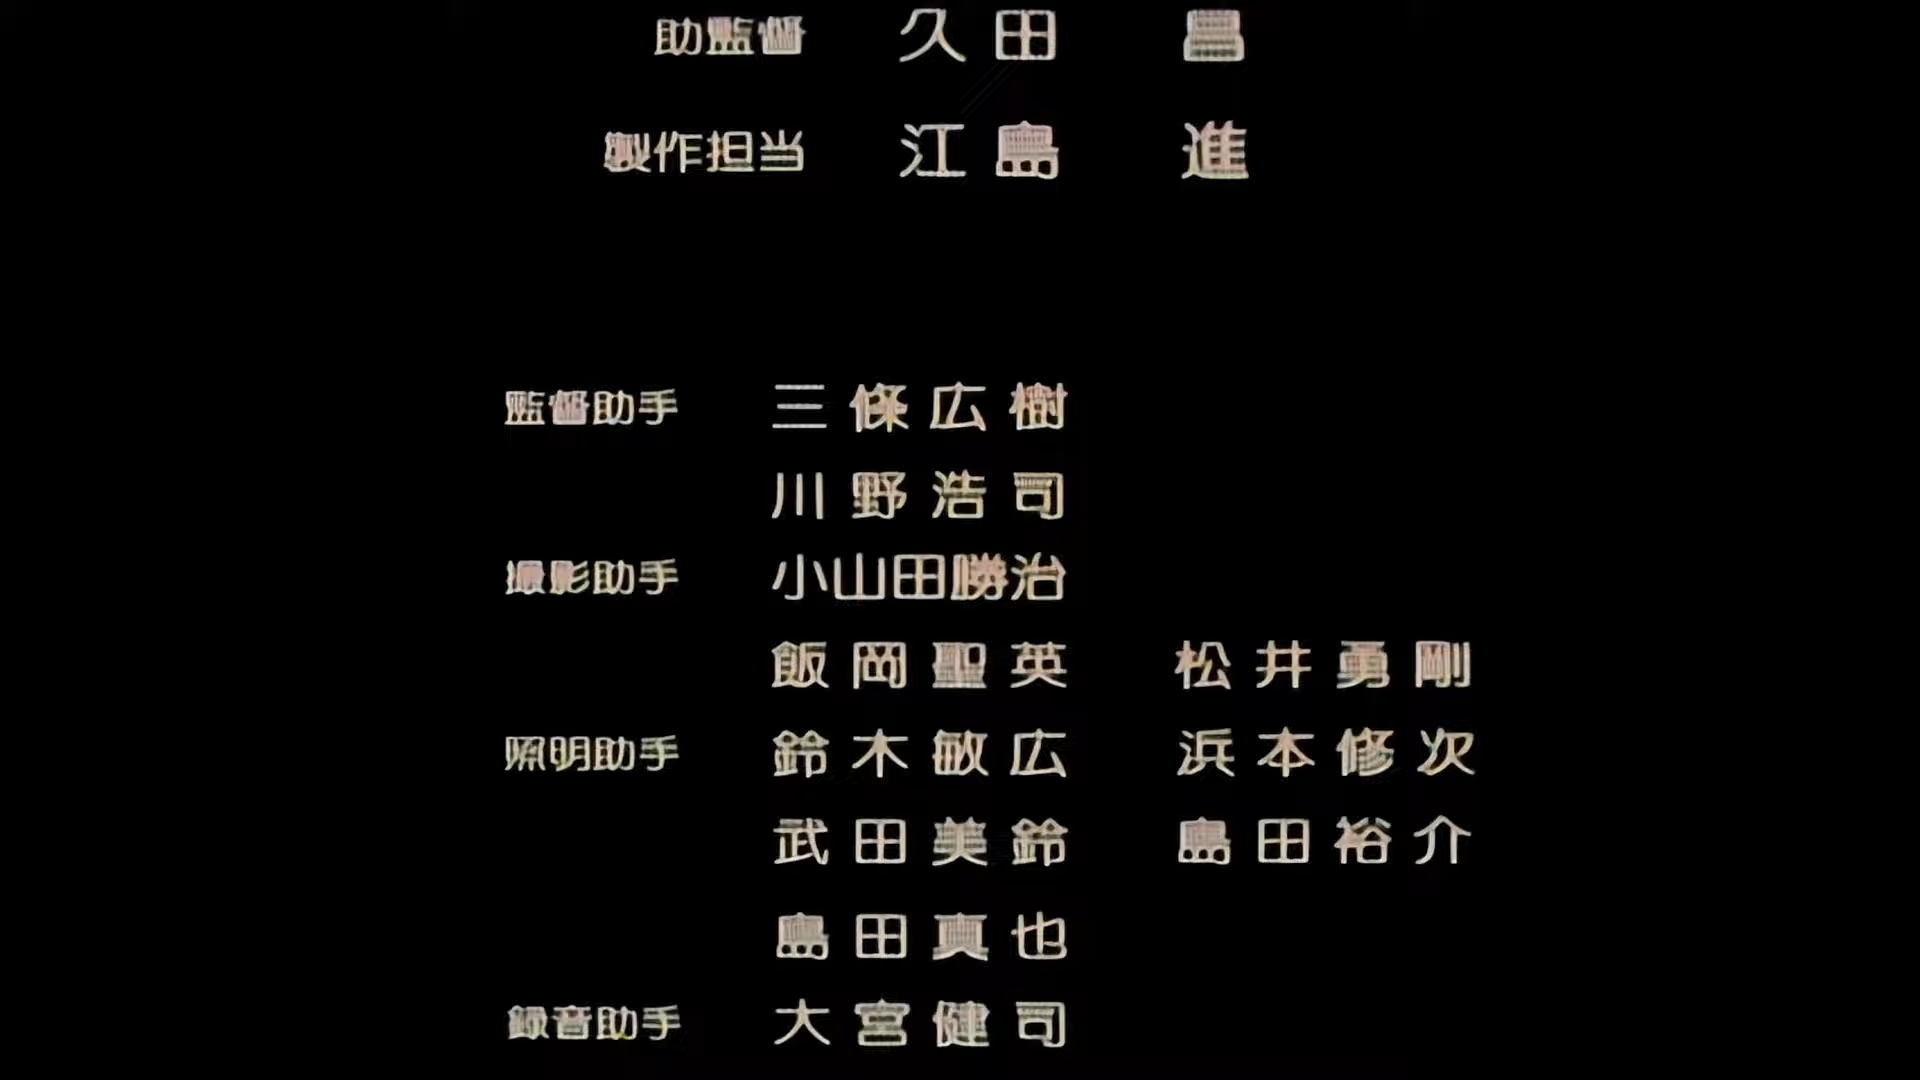 助監督 久田 昌
製作担当 江島 進
監督助手 三條広樹
川野浩司
撮影助手 小山田勝治
飯岡聖英 松井勇剛
照明助手 鈴木敏広 浜本修次
武田美鈴 島田裕介
島田真也
録音助手 大宮健司